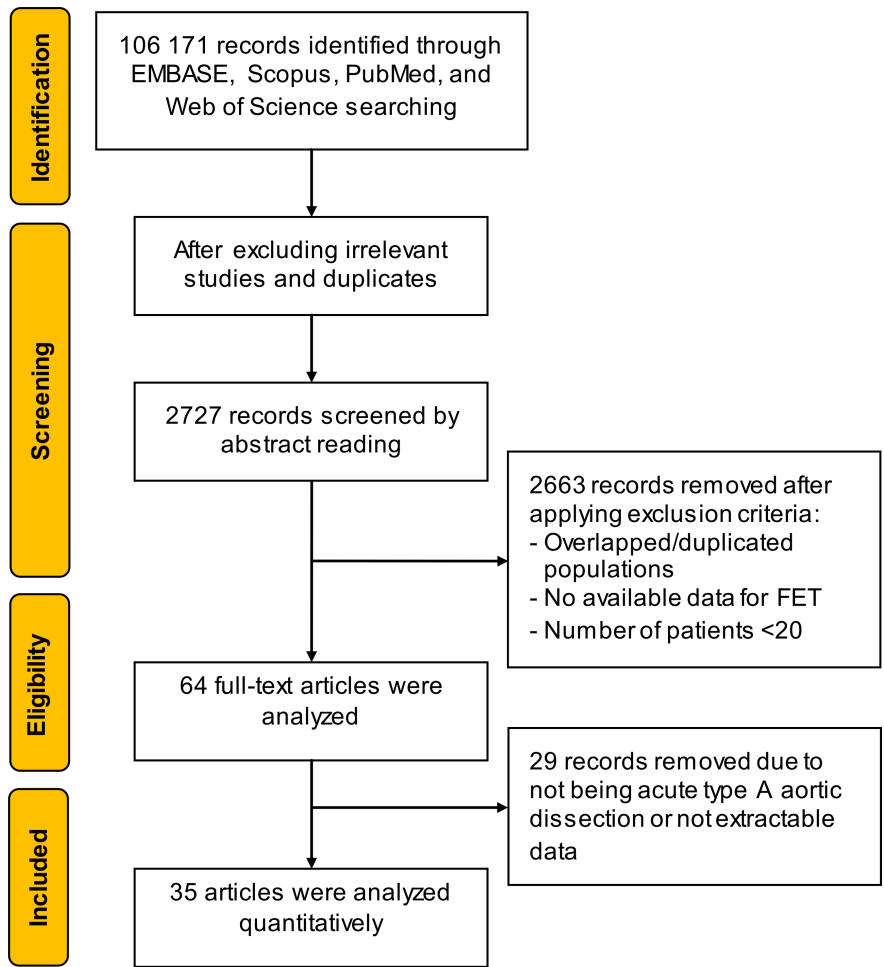 Identification
106 171 records identified through
EMBASE, Scopus, PubMed, and
Web of Science searching
Screening
After excluding irrelevant
studies and duplicates
2727 records screened by
abstract reading
2663 records removed after
applying exclusion criteria:
- Overlapped/duplicated
populations
- No available data for FET
- Number of patients <20
Eligibility
64 full-text articles were
analyzed
29 records removed due to
not being acute type A aortic
dissection or not extractable
data
Included
35 articles were analyzed
quantitatively